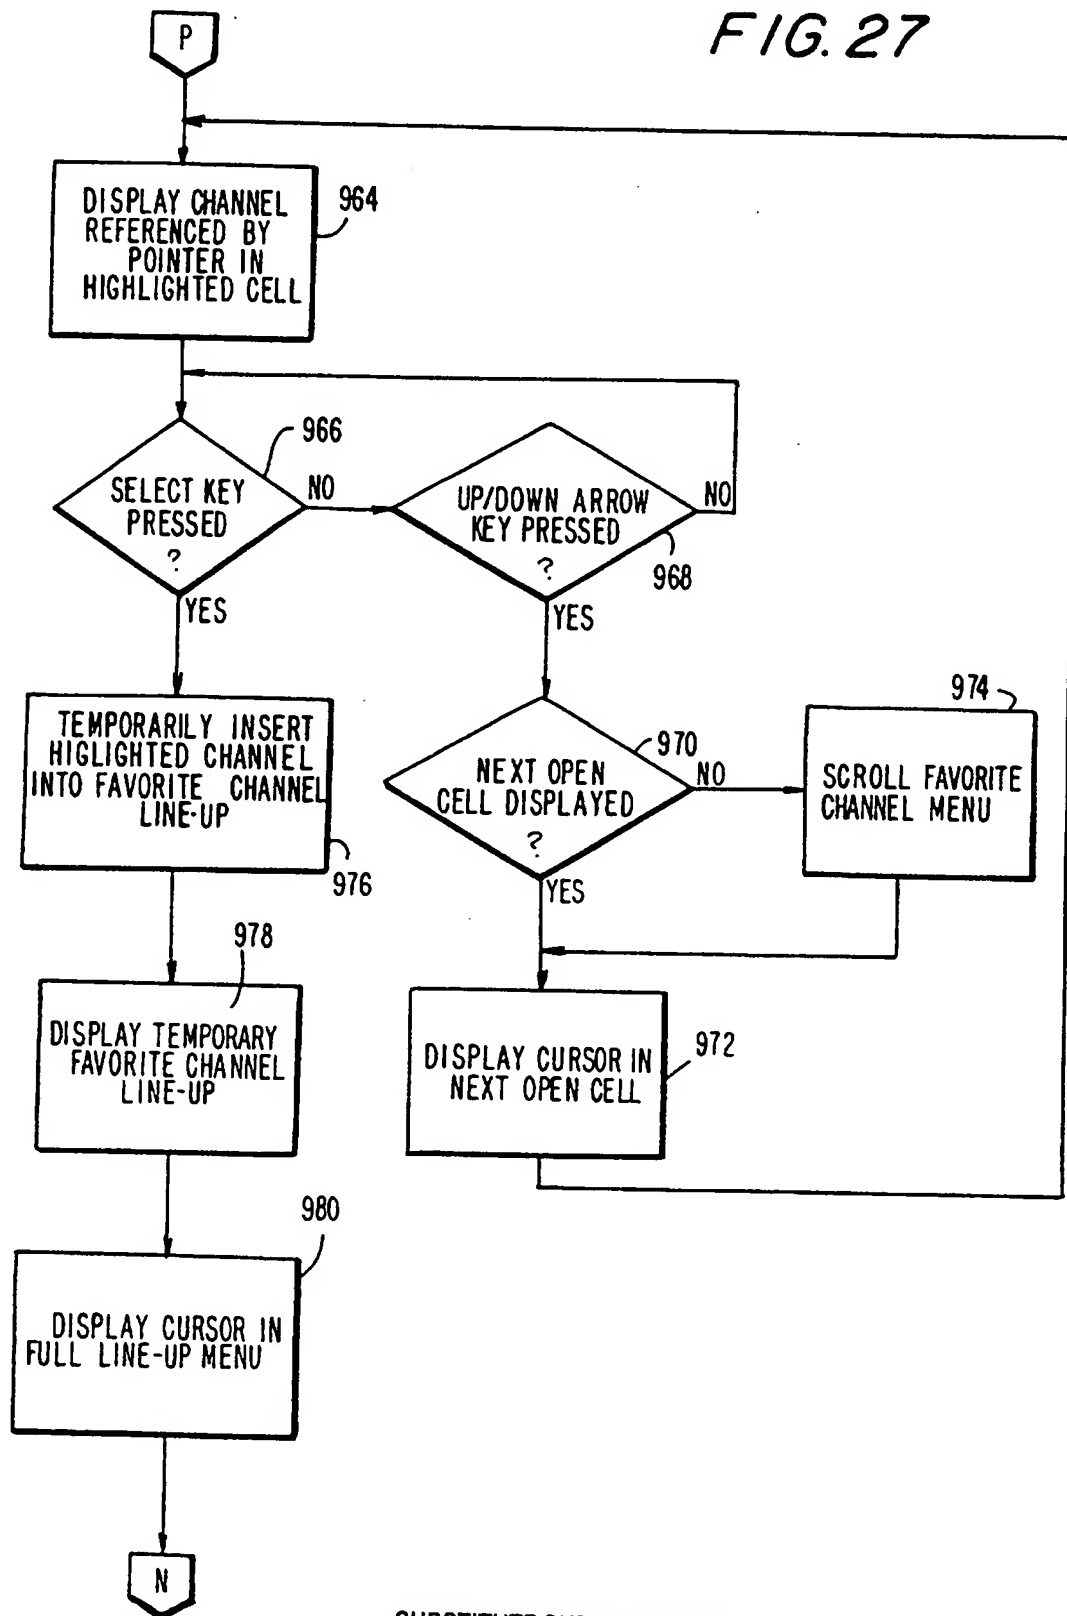 FIG. 27
P
DISPLAY CHANNEL
REFERENCED BY
POINTER IN
HIGHLIGHTED CELL
964
966
SELECT KEY
PRESSED
?
NO
YES
UP/DOWN ARROW
KEY PRESSED
?
NO
968
YES
TEMPORARILY INSERT
HIGLIGHTED CHANNEL
INTO FAVORITE CHANNEL
LINE-UP
976
970
NEXT OPEN
CELL DISPLAYED
?
NO
YES
974
SCROLL FAVORITE
CHANNEL MENU
978
DISPLAY TEMPORARY
FAVORITE CHANNEL
LINE-UP
DISPLAY CURSOR IN
NEXT OPEN CELL
972
980
DISPLAY CURSOR IN
FULL LINE-UP MENU
N